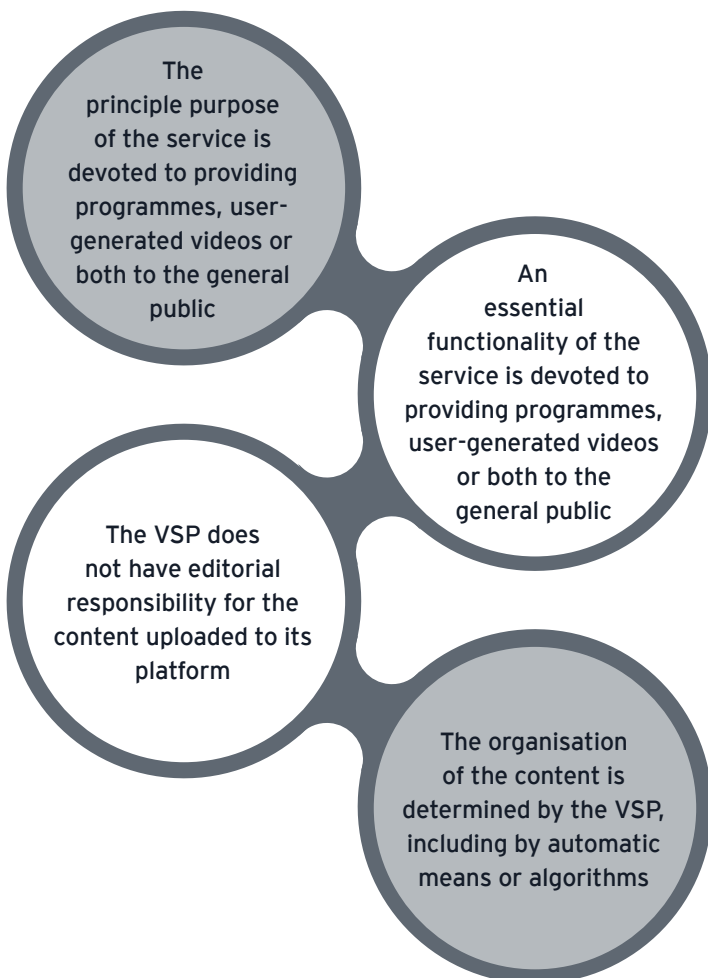 The
principle purpose
of the service is
devoted to providing
programmes, user-
generated videos or
both to the general
public
An
essential
functionality of the
service is devoted to
providing programmes,
user-generated videos
or both to the
general public
The VSP does
not have editorial
responsibility for the
content uploaded to its
platform
The organisation
of the content is
determined by the VSP,
including by automatic
means or algorithms